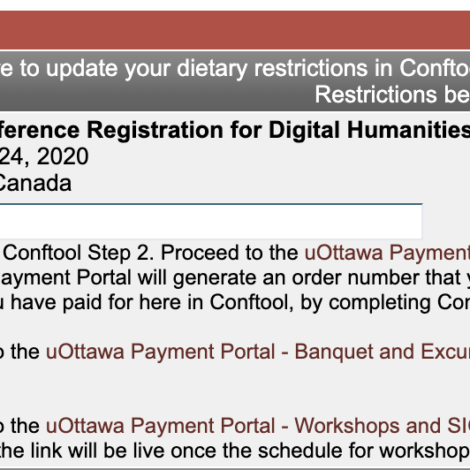 e to update your dietary restrictions in Confto
Restrictions be
ference Registration for Digital Humanities
24, 2020
Canada
Conftool Step 2. Proceed to the uOttawa Payment
ayment Portal will generate an order number that y
u have paid for here in Conftool, by completing Con
o the uOttawa Payment Portal - Banquet and Excur
o the uOttawa Payment Portal - Workshops and SIG
the link will be live once the schedule for workshop